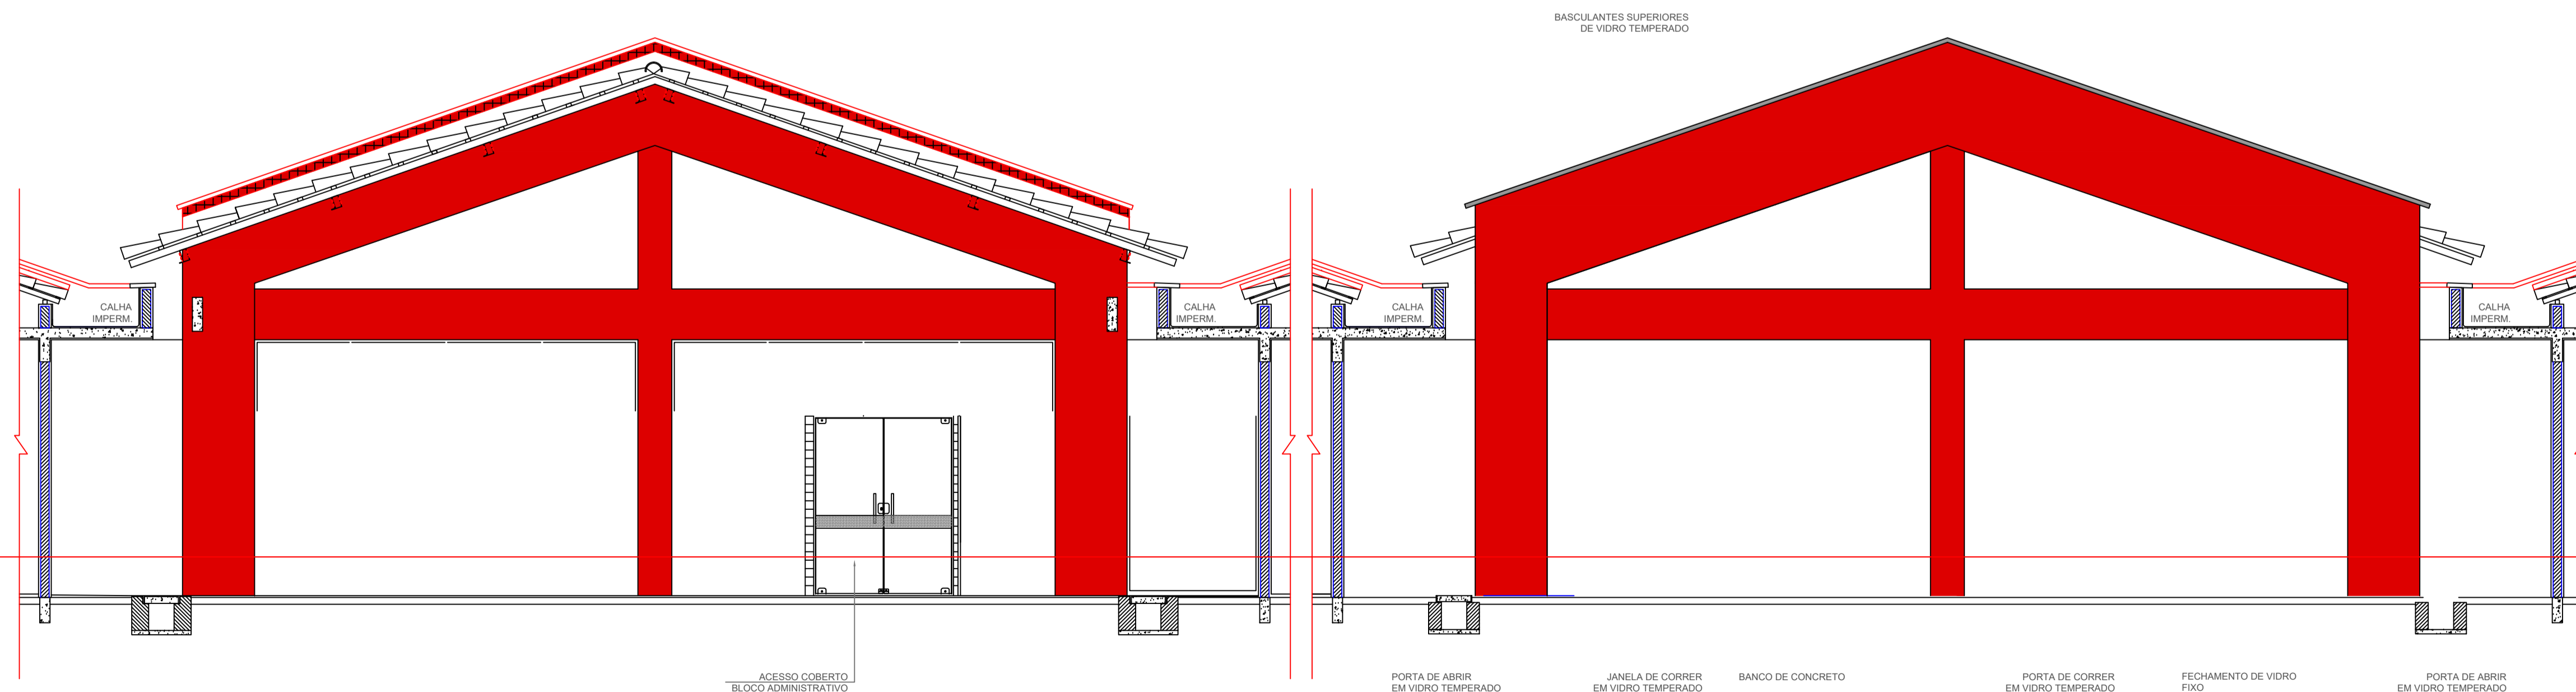 BASCULANTES SUPERIORES
DE VIDRO TEMPERADO
CALHA
IMPERM.
CALHA
IMPERM.
CALHA
IMPERM.
CALHA
IMPERM.
ACESSO COBERTO
BLOCO ADMINISTRATIVO
PORTA DE ABRIR
EM VIDRO TEMPERADO
JANELA DE CORRER
EM VIDRO TEMPERADO
BANCO DE CONCRETO
PORTA DE CORRER
EM VIDRO TEMPERADO
FECHAMENTO DE VIDRO
FIXO
PORTA DE ABRIR
EM VIDRO TEMPERADO